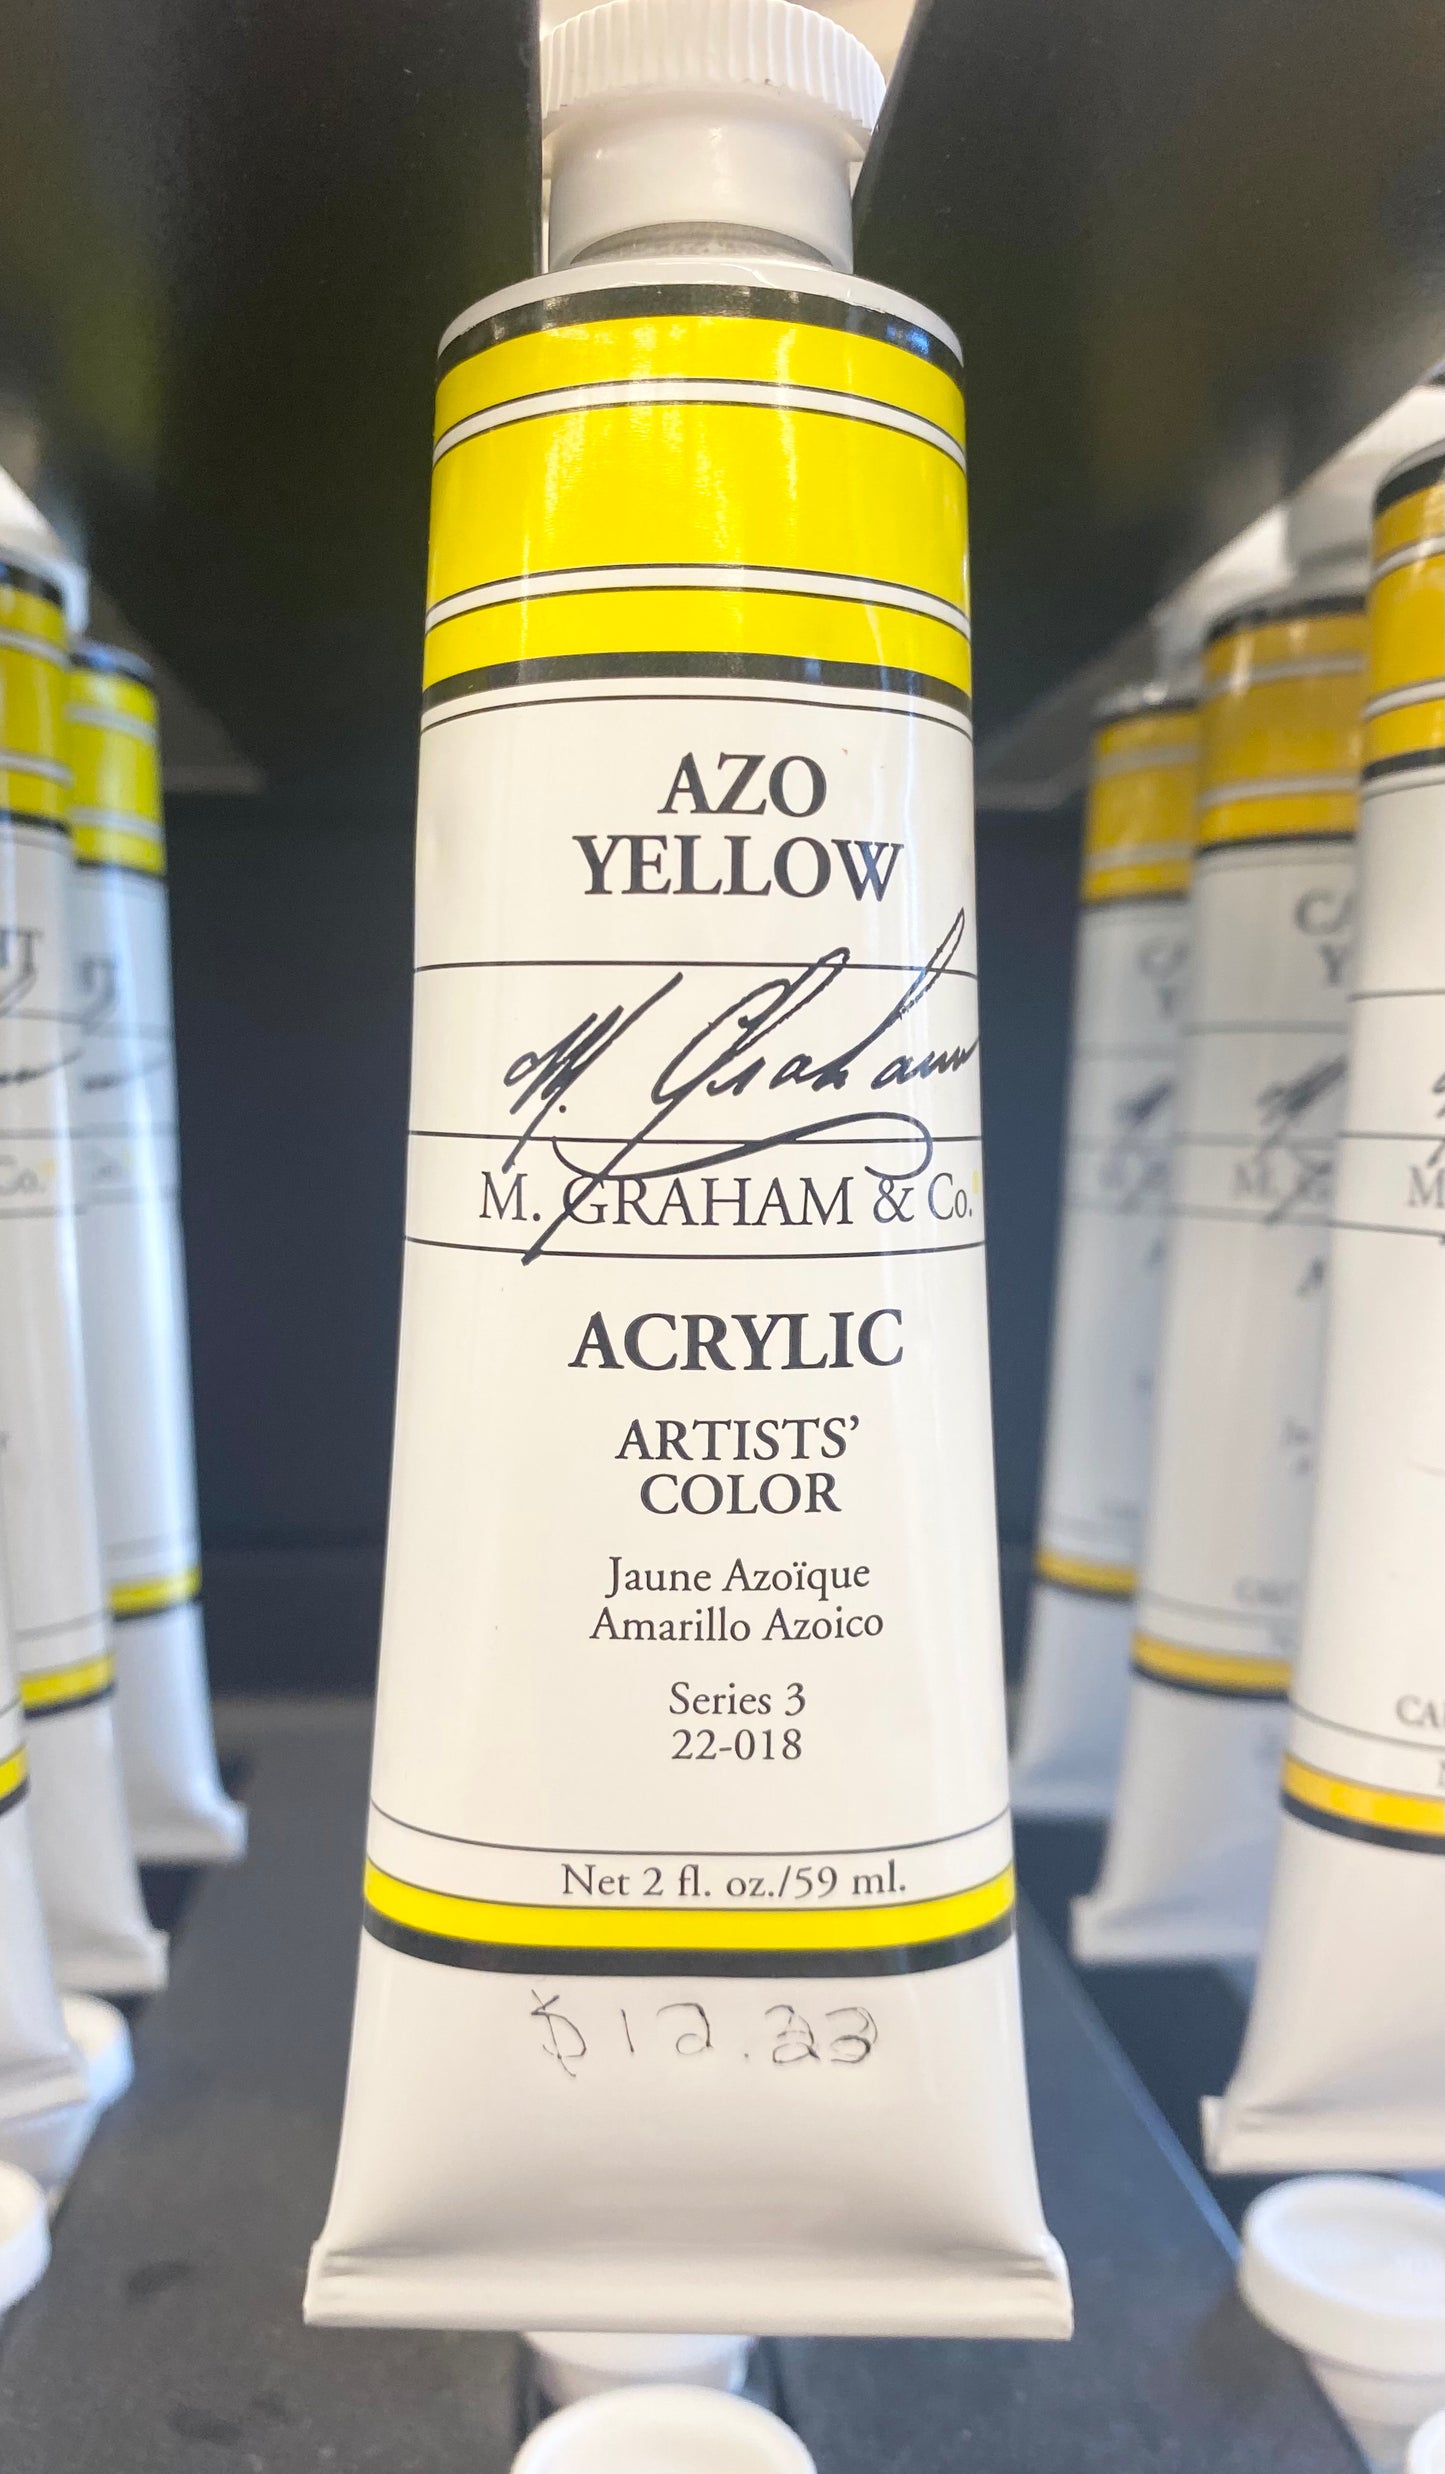 AZO
YELLOW
M. Graham
M. GRAHAM & Co.
ACRYLIC
ARTISTS'
COLOR
Jaune Azoïque
Amarillo Azoico
Series 3
22-018
Net 2 fl. oz./59 ml.
$12.23